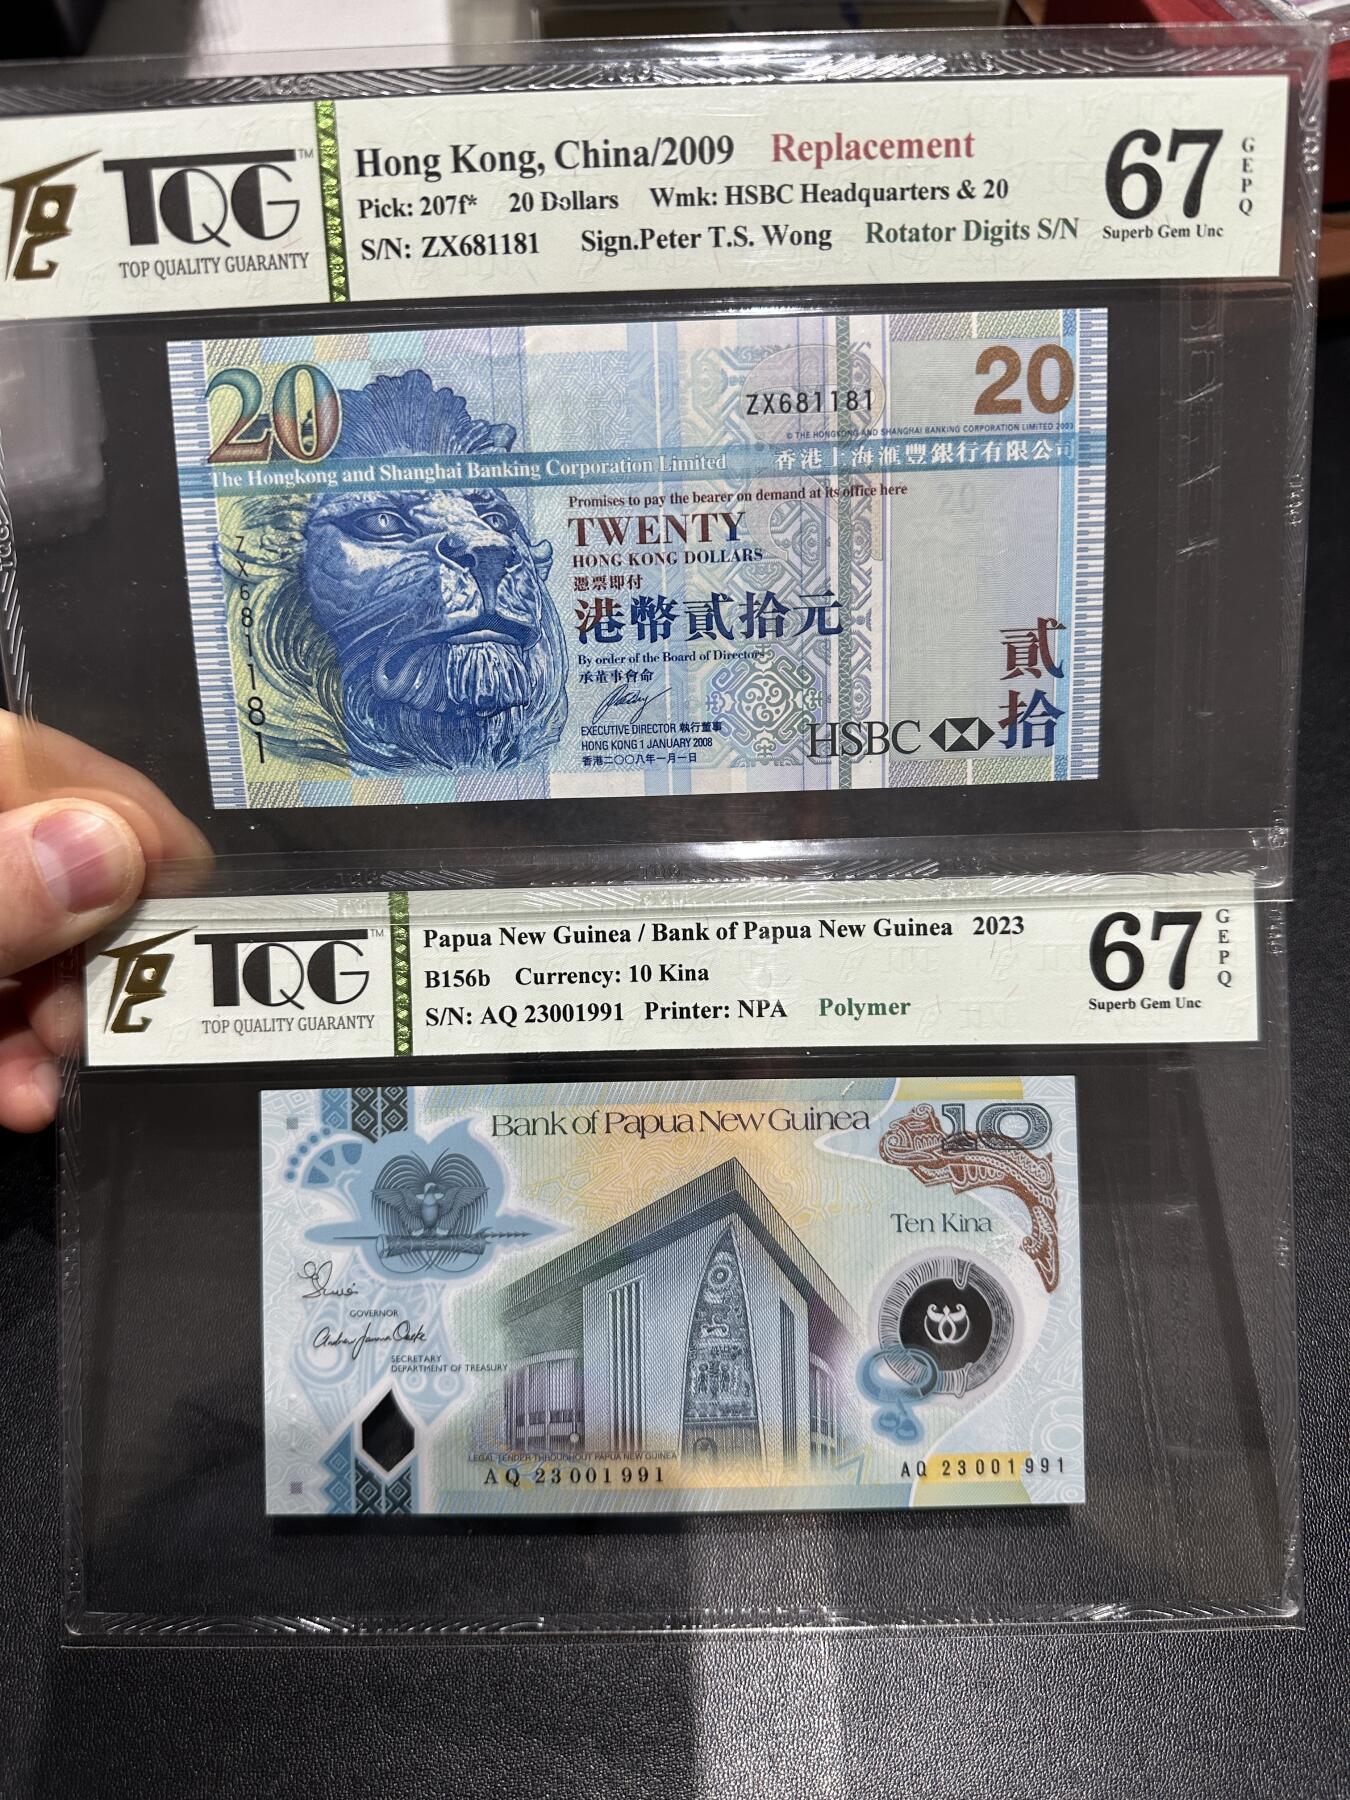 TQG™
TOP QUALITY GUARANTY
Hong Kong, China/2009 Replacement
Pick: 207f* 20 Dollars Wmk: HSBC Headquarters & 20
S/N: ZX681181 Sign.Peter T.S. Wong Rotator Digits S/N
67
GEPQ
Superb Gem Unc
20
20
ZX681181
© THE HONGKONG AND SHANGHAI BANKING CORPORATION LIMITED 2003
The Hongkong and Shanghai Banking Corporation Limited
香港上海滙豐銀行有限公司
Promises to pay the bearer on demand at its office here
20
TWENTY
HONG KONG DOLLARS
憑票即付
港幣貳拾元
By order of the Board of Directors
承董事會命
EXECUTIVE DIRECTOR 執行董事
HONG KONG 1 JANUARY 2008
香港二〇〇八年一月一日
ZX681181
HSBC
貳拾
TQG™
TOP QUALITY GUARANTY
Papua New Guinea / Bank of Papua New Guinea 2023
B156b Currency: 10 Kina
S/N: AQ 23001991 Printer: NPA Polymer
67
GEPQ
Superb Gem Unc
Bank of Papua New Guinea
10
Ten Kina
GOVERNOR
SECRETARY
DEPARTMENT OF TREASURY
LEGAL TENDER THROUGHOUT PAPUA NEW GUINEA
AQ 23001991
AQ 23001991